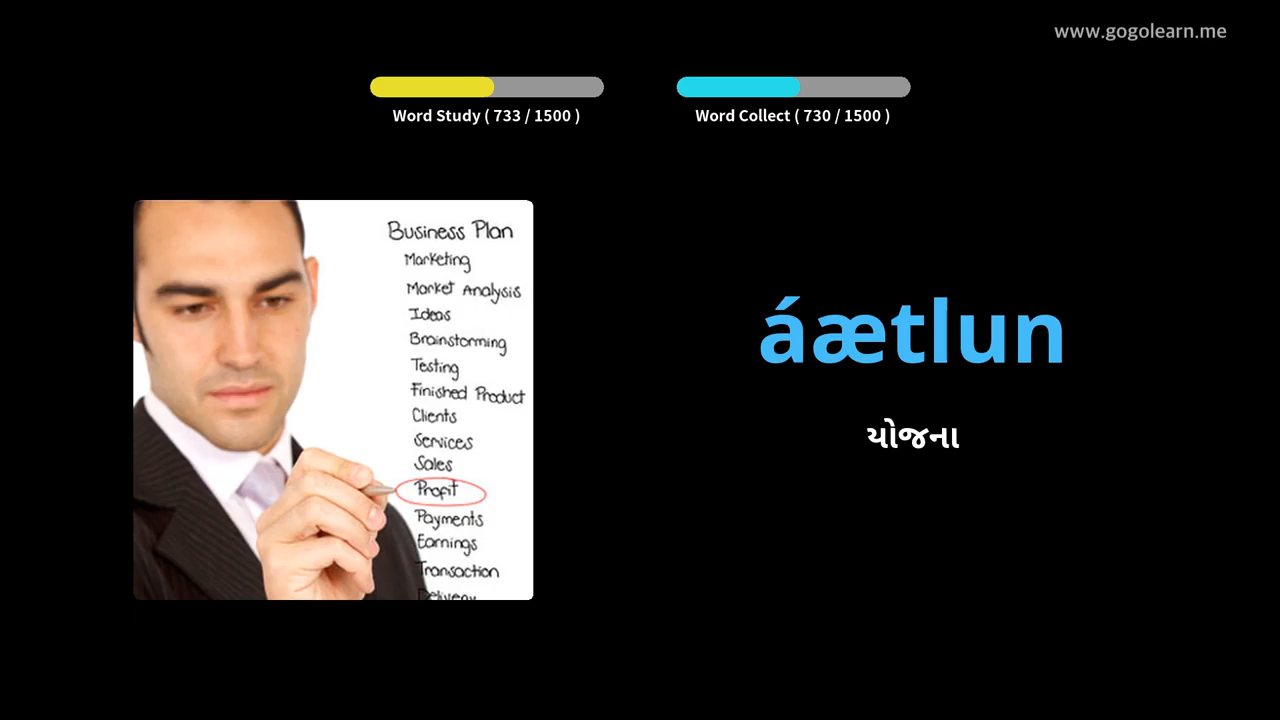 www.gogolearn.me
Word Study ( 733 / 1500 )
Word Collect ( 730 / 1500 )
Business Plan
Marketing
Market Analysis
Ideas
Brainstorming
Testing
Finished Product
Clients
Services
Sales
Profit
Payments
Earnings
Transaction
Delivery
áætlun
યોજના